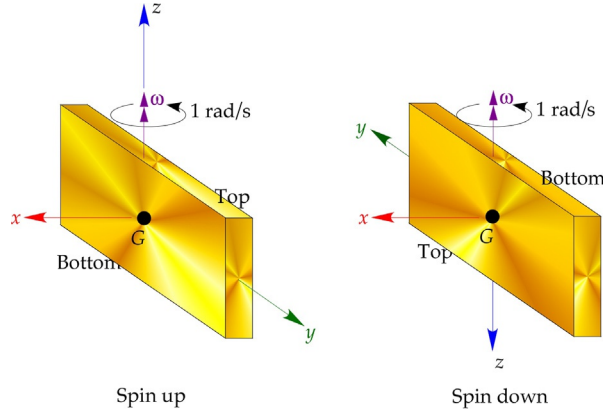 z
ω
1 rad/s
Top
x
G
Bottom
y
Spin up
ω
1 rad/s
y
Bottom
x
G
Top
z
Spin down